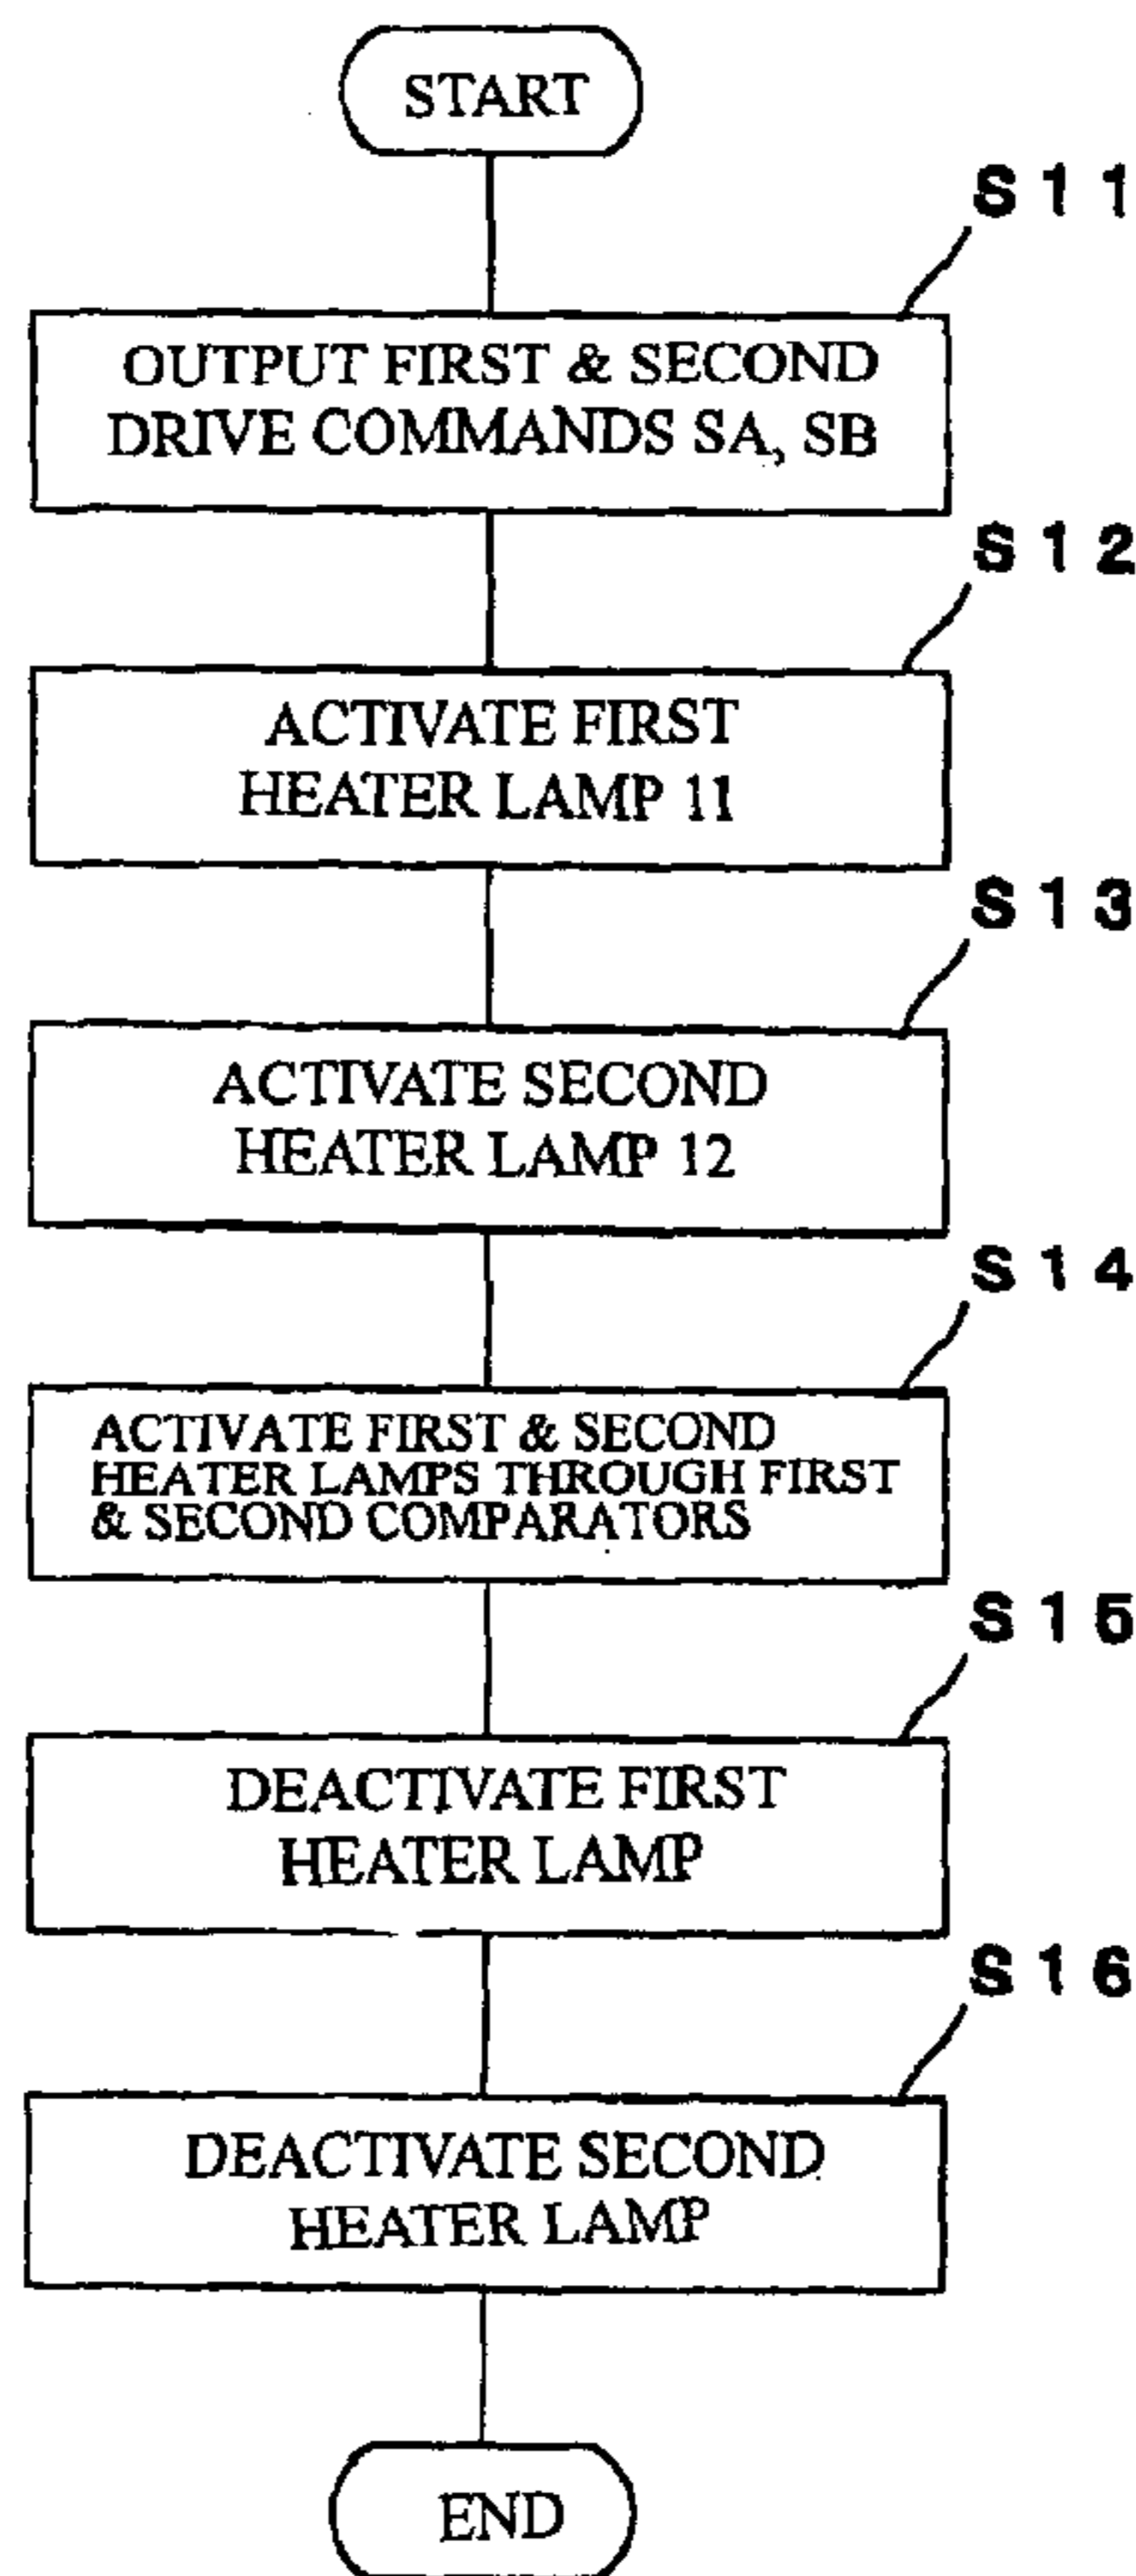 START
S11
OUTPUT FIRST & SECOND
DRIVE COMMANDS SA, SB
S12
ACTIVATE FIRST
HEATER LAMP 11
S13
ACTIVATE SECOND
HEATER LAMP 12
S14
ACTIVATE FIRST & SECOND
HEATER LAMPS THROUGH FIRST
& SECOND COMPARATORS
S15
DEACTIVATE FIRST
HEATER LAMP
S16
DEACTIVATE SECOND
HEATER LAMP
END